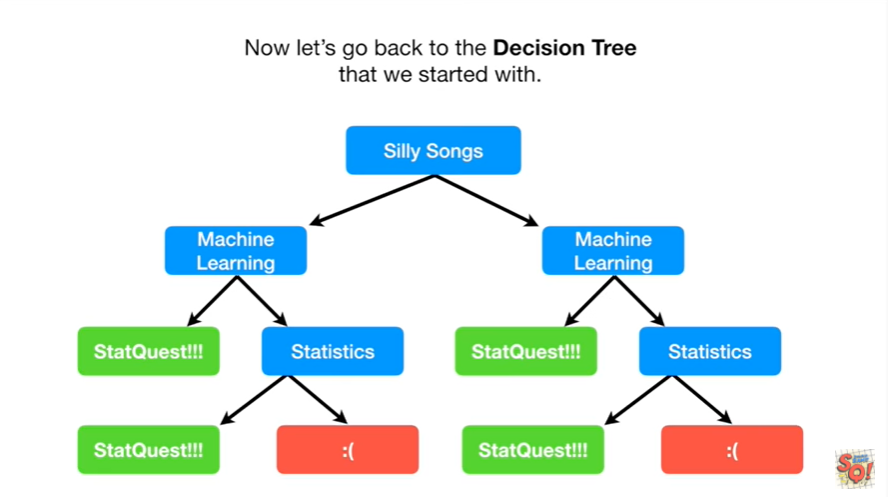 Now let's go back to the Decision Tree
that we started with.
Silly Songs
Machine
Learning
Machine
Learning
StatQuest!!!
Statistics
StatQuest!!!
Statistics
StatQuest!!!
:(
StatQuest!!!
:(
SQ!